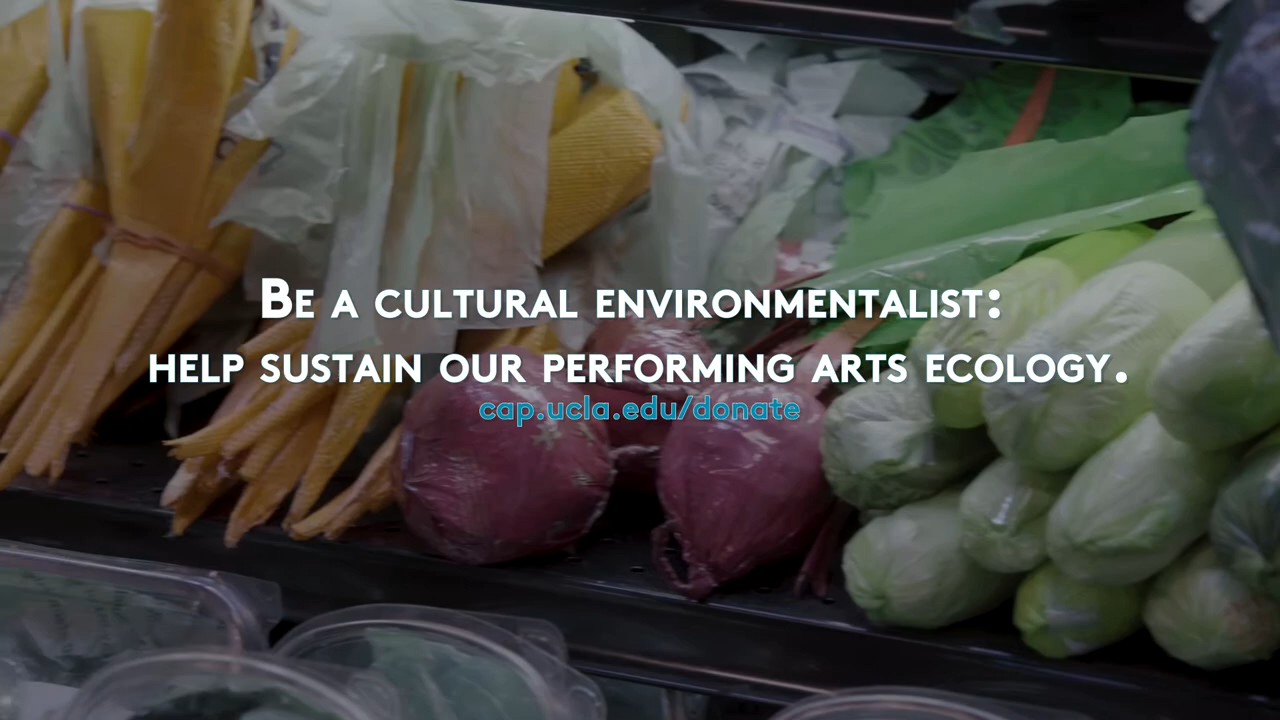 Be a cultural environmentalist:
help sustain our performing arts ecology.
cap.ucla.edu/donate